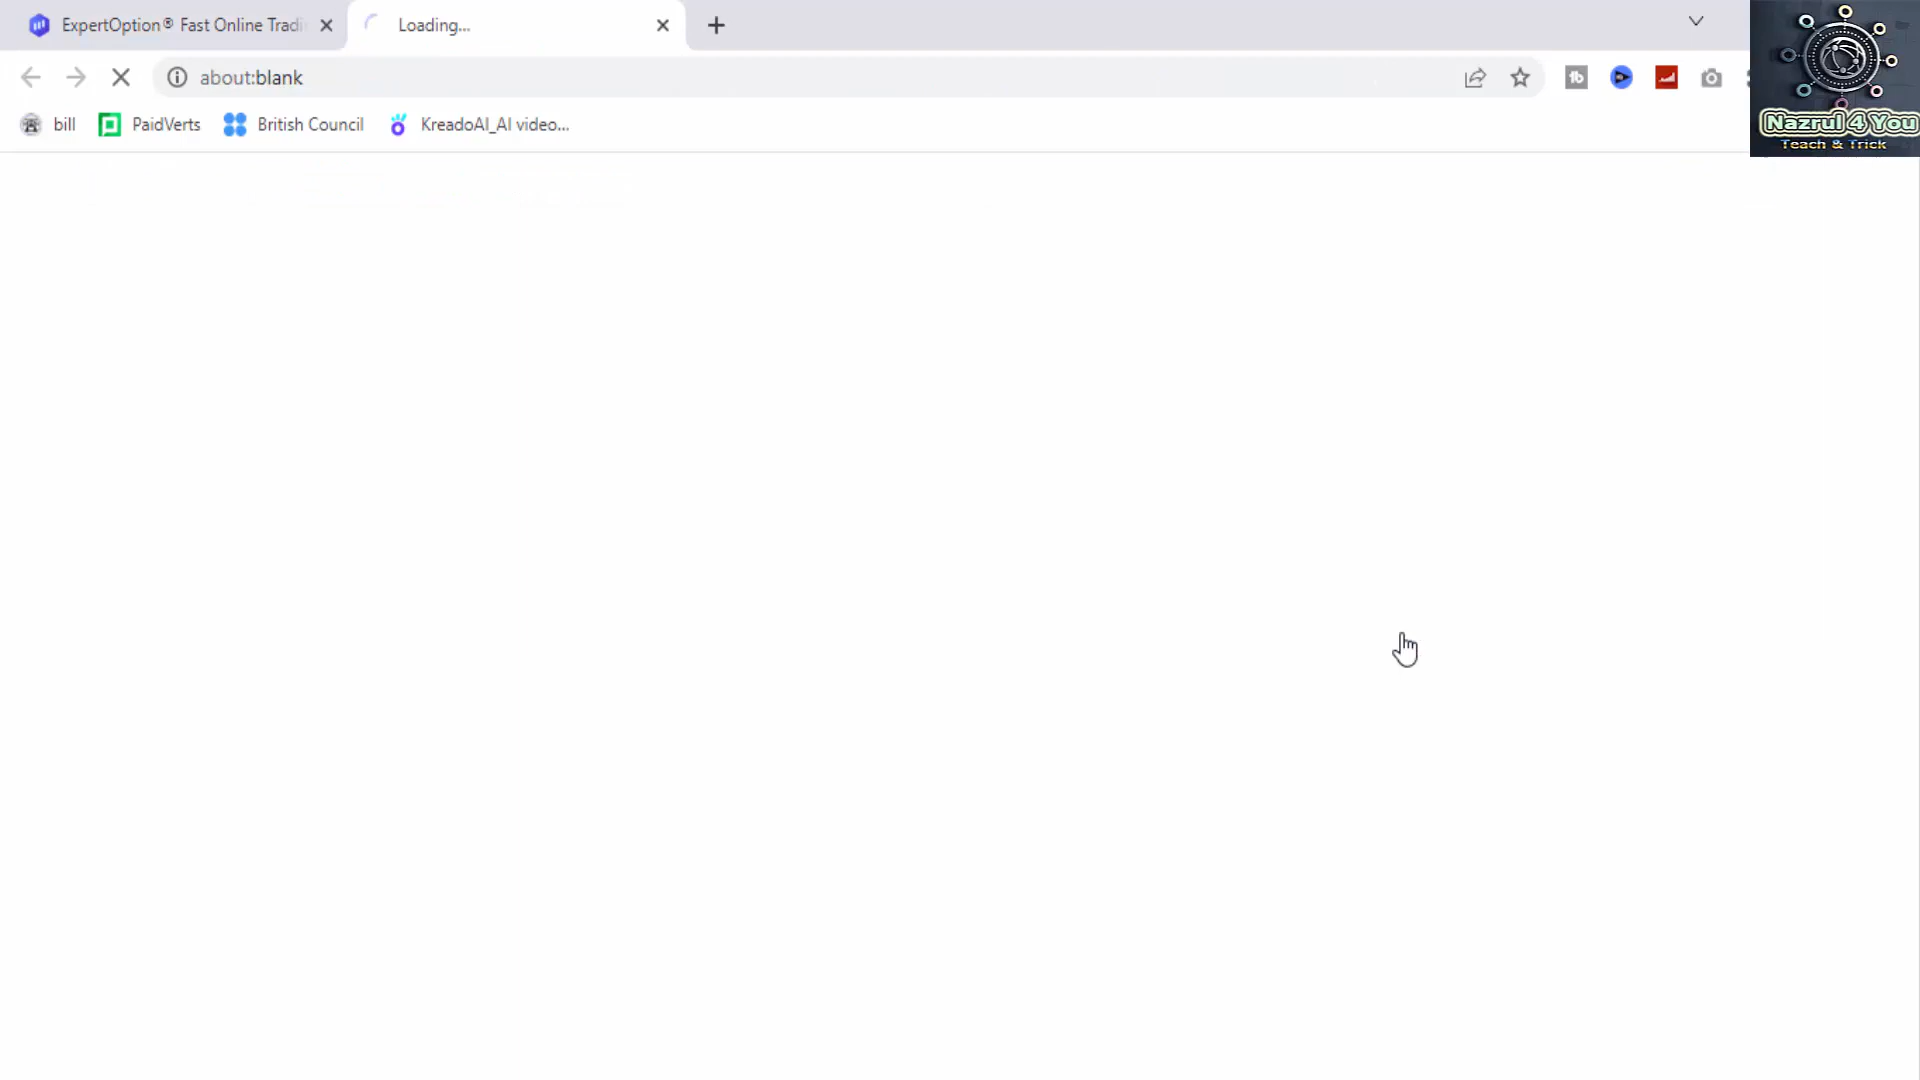 ExpertOption® Fast Online Tradi
Loading...
about:blank
bill
PaidVerts
British Council
KreadoAI_AI video...
Nazrul 4 You
Teach & Trick